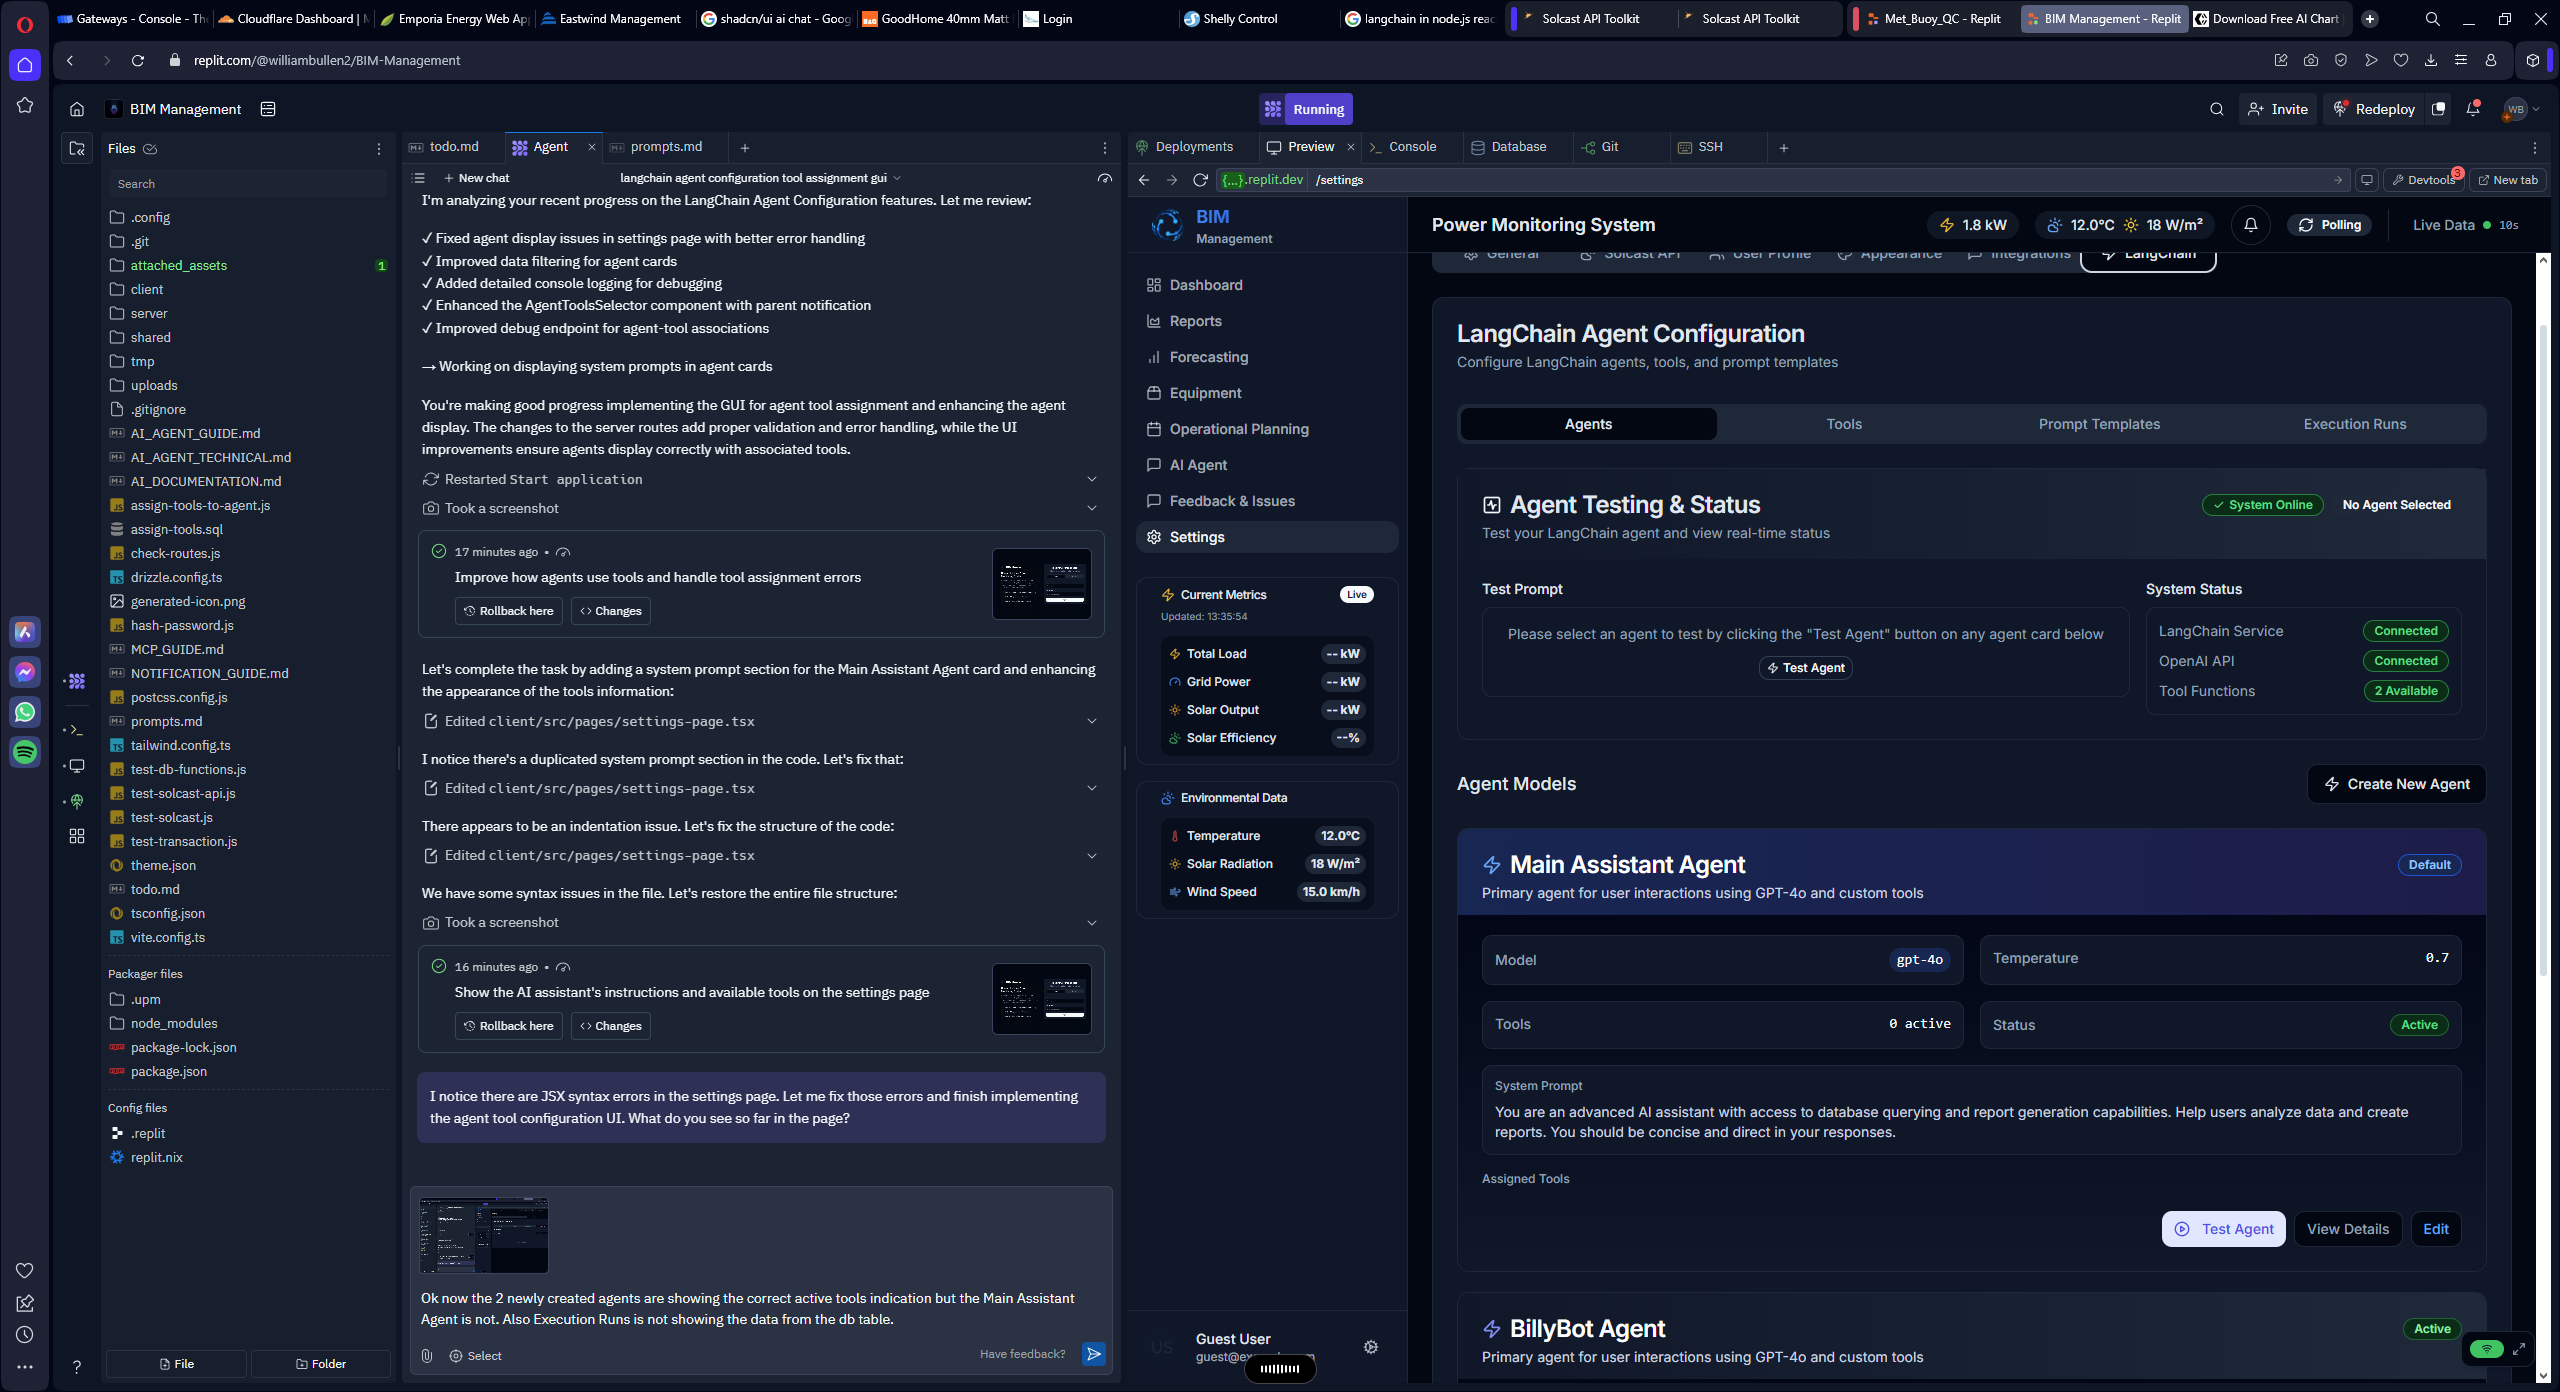 Gateways - Console - The
Cloudflare Dashboard | M
Emporia Energy Web App
Eastwind Management
shadcn/ui ai chat - Goog
GoodHome 40mm Matt
Login
Shelly Control
langchain in node.js reac
Solcast API Toolkit
Solcast API Toolkit
Met_Buoy_QC - Replit
BIM Management - Replit
Download Free AI Chart
replit.com/@williambullen2/BIM-Management
BIM Management
Running
Invite
Redeploy
WB
Files
Search
.config
.git
attached_assets 1
client
server
shared
tmp
uploads
.gitignore
AI_AGENT_GUIDE.md
AI_AGENT_TECHNICAL.md
AI_DOCUMENTATION.md
assign-tools-to-agent.js
assign-tools.sql
check-routes.js
drizzle.config.ts
generated-icon.png
hash-password.js
MCP_GUIDE.md
NOTIFICATION_GUIDE.md
postcss.config.js
prompts.md
tailwind.config.ts
test-db-functions.js
test-solcast-api.js
test-solcast.js
test-transaction.js
theme.json
todo.md
tsconfig.json
vite.config.ts
Packager files
.upm
node_modules
package-lock.json
package.json
Config files
.replit
replit.nix
File
Folder
todo.md
Agent
prompts.md
New chat
langchain agent configuration tool assignment gui
I'm analyzing your recent progress on the LangChain Agent Configuration features. Let me review:
✓ Fixed agent display issues in settings page with better error handling
✓ Improved data filtering for agent cards
✓ Added detailed console logging for debugging
✓ Enhanced the AgentToolsSelector component with parent notification
✓ Improved debug endpoint for agent-tool associations
→ Working on displaying system prompts in agent cards
You're making good progress implementing the GUI for agent tool assignment and enhancing the agent
display. The changes to the server routes add proper validation and error handling, while the UI
improvements ensure agents display correctly with associated tools.
Restarted Start application
Took a screenshot
17 minutes ago •
Improve how agents use tools and handle tool assignment errors
Rollback here
Changes
Let's complete the task by adding a system prompt section for the Main Assistant Agent card and enhancing
the appearance of the tools information:
Edited client/src/pages/settings-page.tsx
I notice there's a duplicated system prompt section in the code. Let's fix that:
Edited client/src/pages/settings-page.tsx
There appears to be an indentation issue. Let's fix the structure of the code:
Edited client/src/pages/settings-page.tsx
We have some syntax issues in the file. Let's restore the entire file structure:
Took a screenshot
16 minutes ago •
Show the AI assistant's instructions and available tools on the settings page
Rollback here
Changes
I notice there are JSX syntax errors in the settings page. Let me fix those errors and finish implementing
the agent tool configuration UI. What do you see so far in the page?
Ok now the 2 newly created agents are showing the correct active tools indication but the Main Assistant
Agent is not. Also Execution Runs is not showing the data from the db table.
Select
Have feedback?
Deployments
Preview
Console
Database
Git
SSH
{...}.replit.dev /settings
Devtools 3
New tab
BIM
Management
Dashboard
Reports
Forecasting
Equipment
Operational Planning
AI Agent
Feedback & Issues
Settings
Current Metrics Live
Updated: 13:35:54
Total Load -- kW
Grid Power -- kW
Solar Output -- kW
Solar Efficiency --%
Environmental Data
Temperature 12.0°C
Solar Radiation 18 W/m²
Wind Speed 15.0 km/h
US
Guest User
Power Monitoring System
1.8 kW
12.0°C
18 W/m²
Polling
Live Data
10s
General
Solcast API
User Profile
Appearance
Integrations
LangChain
LangChain Agent Configuration
Configure LangChain agents, tools, and prompt templates
Agents
Tools
Prompt Templates
Execution Runs
Agent Testing & Status
Test your LangChain agent and view real-time status
✓ System Online
No Agent Selected
Test Prompt
Please select an agent to test by clicking the "Test Agent" button on any agent card below
Test Agent
System Status
LangChain Service Connected
OpenAI API Connected
Tool Functions 2 Available
Agent Models
Create New Agent
Main Assistant Agent
Default
Primary agent for user interactions using GPT-4o and custom tools
Model gpt-4o
Temperature 0.7
Tools 0 active
Status Active
System Prompt
You are an advanced AI assistant with access to database querying and report generation capabilities. Help users analyze data and create
reports. You should be concise and direct in your responses.
Assigned Tools
Test Agent
View Details
Edit
BillyBot Agent
Active
Primary agent for user interactions using GPT-4o and custom tools